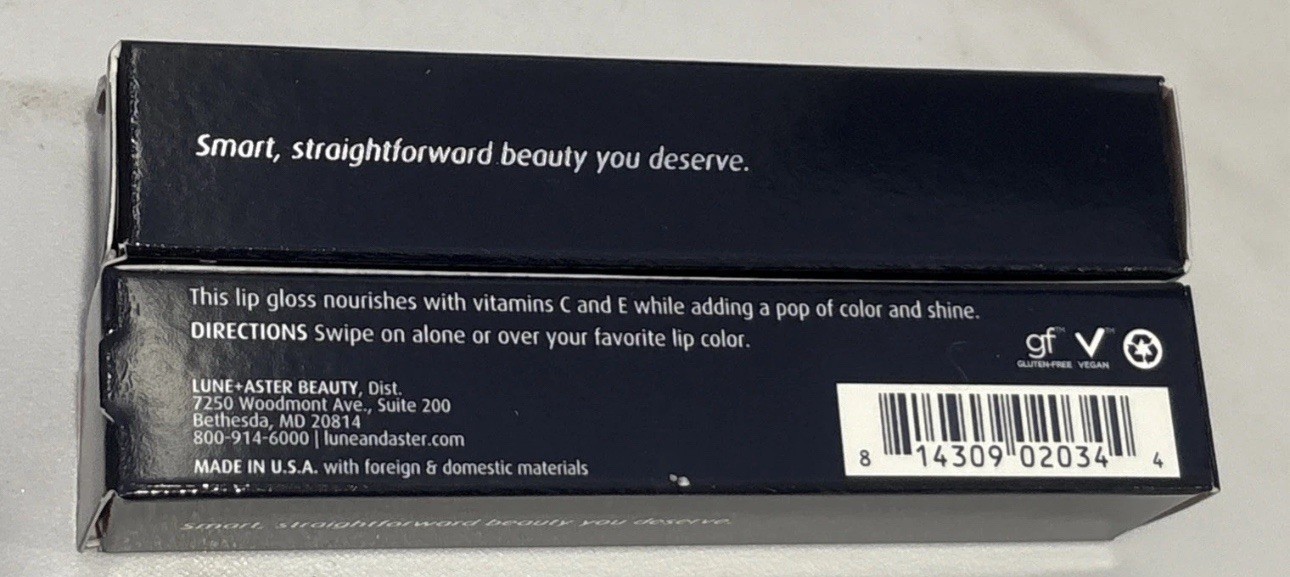 Smart, straightforward beauty you deserve.
This lip gloss nourishes with vitamins C and E while adding a pop of color and shine.
DIRECTIONS Swipe on alone or over your favorite lip color.
gf™ V™
GLUTEN-FREE VEGAN
LUNE+ASTER BEAUTY, Dist.
7250 Woodmont Ave., Suite 200
Bethesda, MD 20814
800-914-6000 | luneandaster.com
MADE IN U.S.A. with foreign & domestic materials
8 14309 02034 4
Smart, straightforward beauty you deserve.